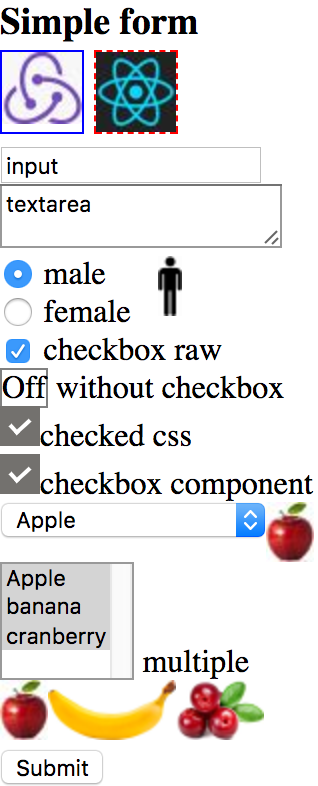 Simple form
input
textarea
male
female
checkbox raw
Off without checkbox
checked css
checkbox component
Apple
Apple
banana
cranberry
multiple
Submit